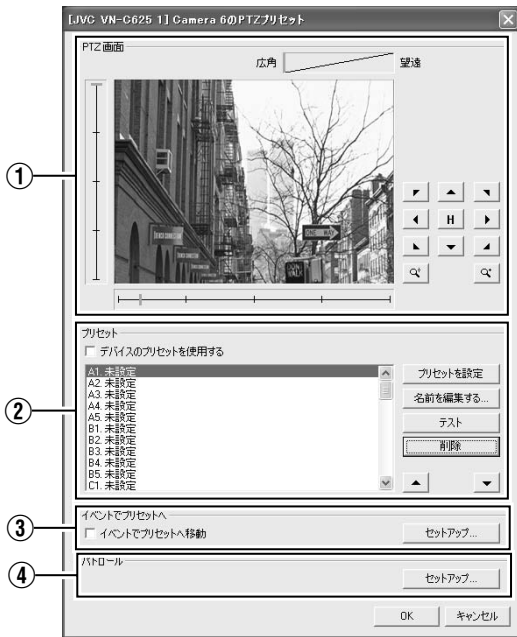 [JVC VN-C625 1] Camera 6のPTZプリセット
①
PTZ画面
広角
望遠
ONE WAY
H
②
プリセット
デバイスのプリセットを使用する
A1. 未設定
A2. 未設定
A3. 未設定
A4. 未設定
A5. 未設定
B1. 未設定
B2. 未設定
B3. 未設定
B4. 未設定
B5. 未設定
C1. 未設定
プリセットを設定
名前を編集する...
テスト
削除
③
イベントでプリセットへ
イベントでプリセットへ移動
セットアップ...
④
パトロール
セットアップ...
OK
キャンセル